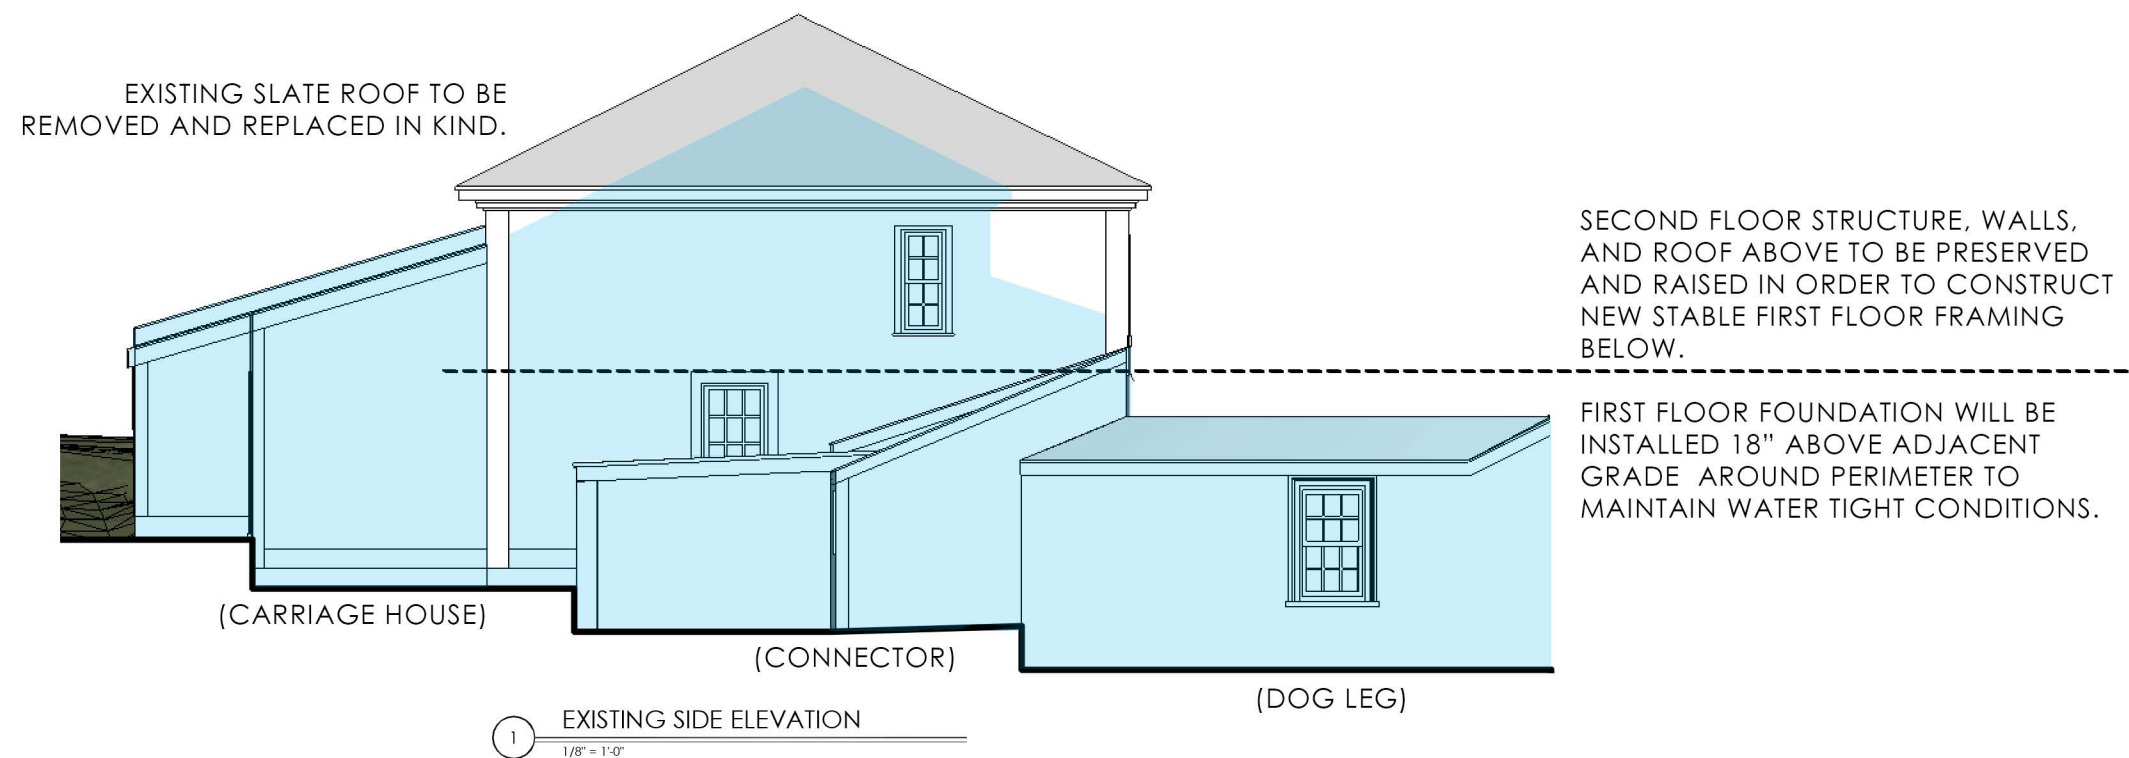 EXISTING SLATE ROOF TO BE
REMOVED AND REPLACED IN KIND.
SECOND FLOOR STRUCTURE, WALLS,
AND ROOF ABOVE TO BE PRESERVED
AND RAISED IN ORDER TO CONSTRUCT
NEW STABLE FIRST FLOOR FRAMING
BELOW.
FIRST FLOOR FOUNDATION WILL BE
INSTALLED 18” ABOVE ADJACENT
GRADE AROUND PERIMETER TO
MAINTAIN WATER TIGHT CONDITIONS.
(CARRIAGE HOUSE)
(CONNECTOR)
(DOG LEG)
1
EXISTING SIDE ELEVATION
1/8" = 1'-0"